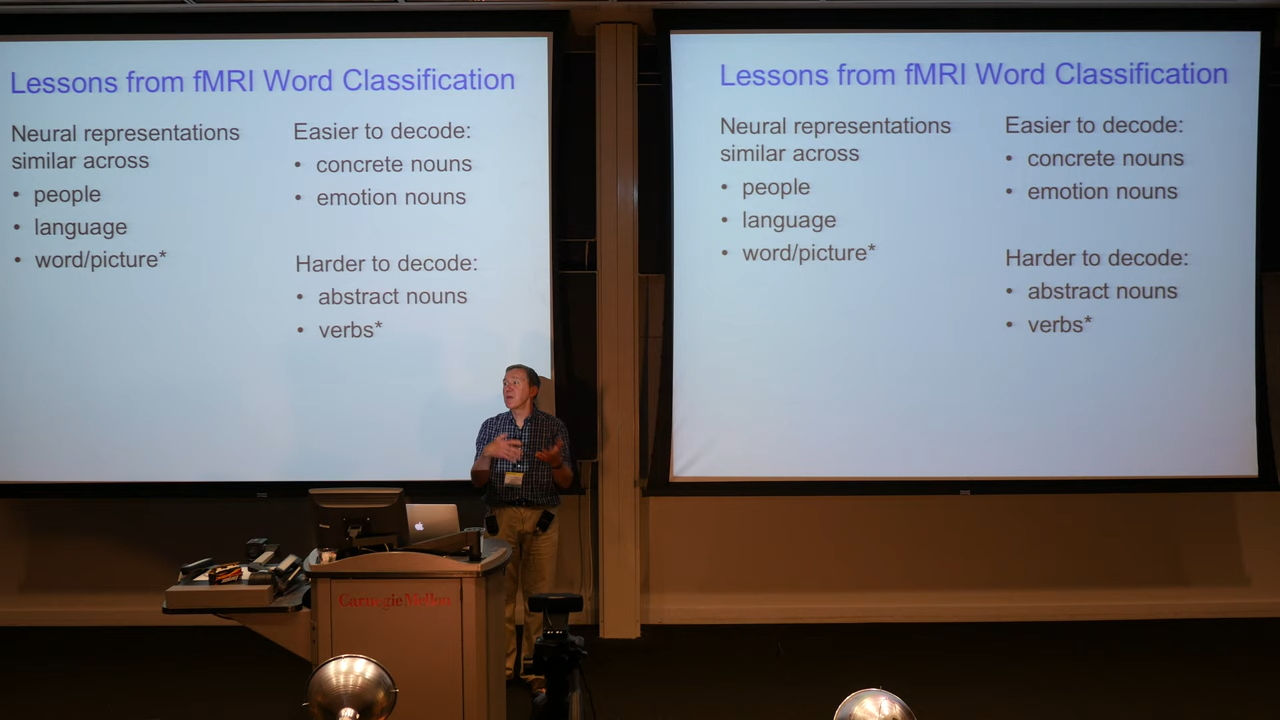 Lessons from fMRI Word Classification
Neural representations
similar across
• people
• language
• word/picture*
Easier to decode:
• concrete nouns
• emotion nouns
Harder to decode:
• abstract nouns
• verbs*
Lessons from fMRI Word Classification
Neural representations
similar across
• people
• language
• word/picture*
Easier to decode:
• concrete nouns
• emotion nouns
Harder to decode:
• abstract nouns
• verbs*
Carnegie Mellon